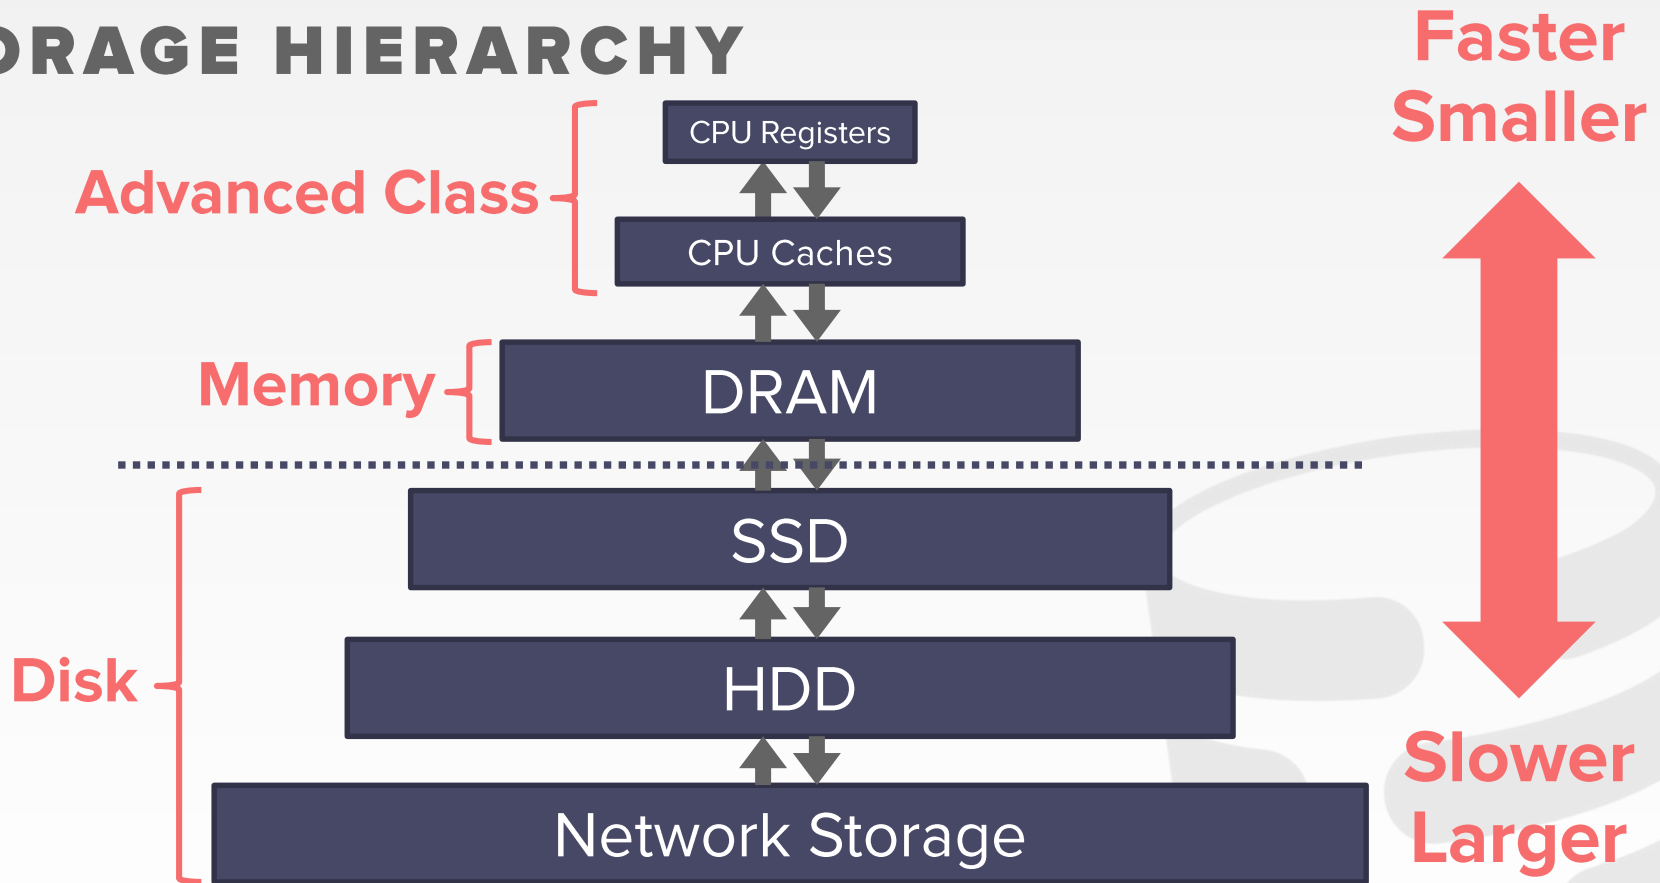 ORAGE HIERARCHY
Faster
Smaller
CPU Registers
Advanced Class
CPU Caches
Memory
DRAM
SSD
Disk
HDD
Slower
Larger
Network Storage